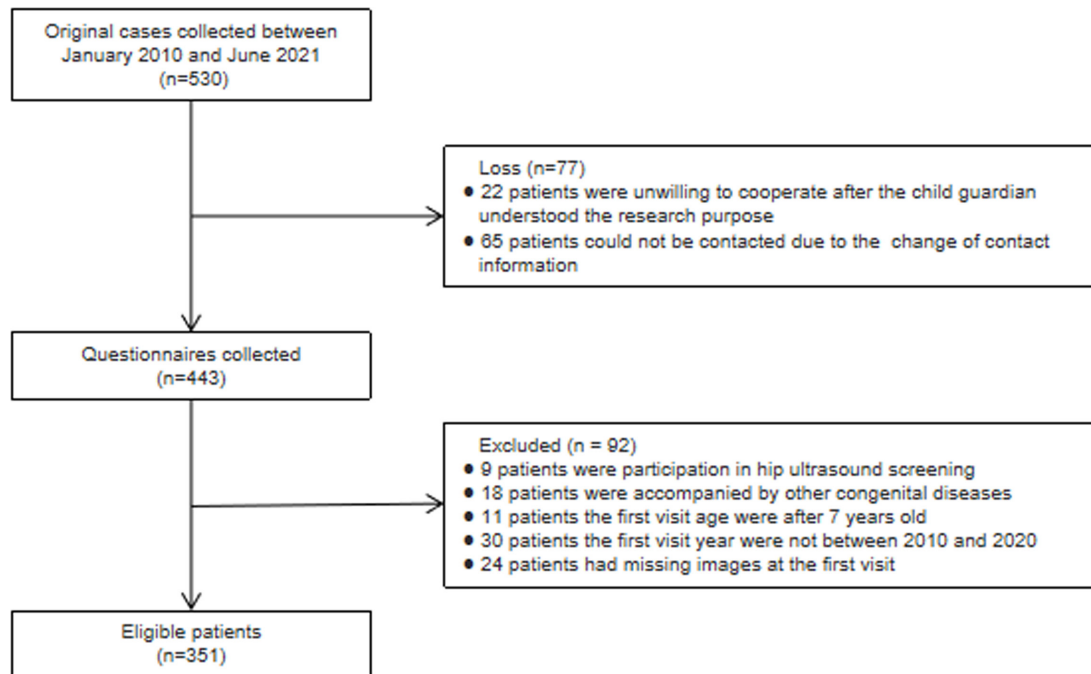 Original cases collected between
January 2010 and June 2021
(n=530)
Loss (n=77)
● 22 patients were unwilling to cooperate after the child guardian
understood the research purpose
● 65 patients could not be contacted due to the change of contact
information
Questionnaires collected
(n=443)
Excluded (n = 92)
● 9 patients were participation in hip ultrasound screening
● 18 patients were accompanied by other congenital diseases
● 11 patients the first visit age were after 7 years old
● 30 patients the first visit year were not between 2010 and 2020
● 24 patients had missing images at the first visit
Eligible patients
(n=351)